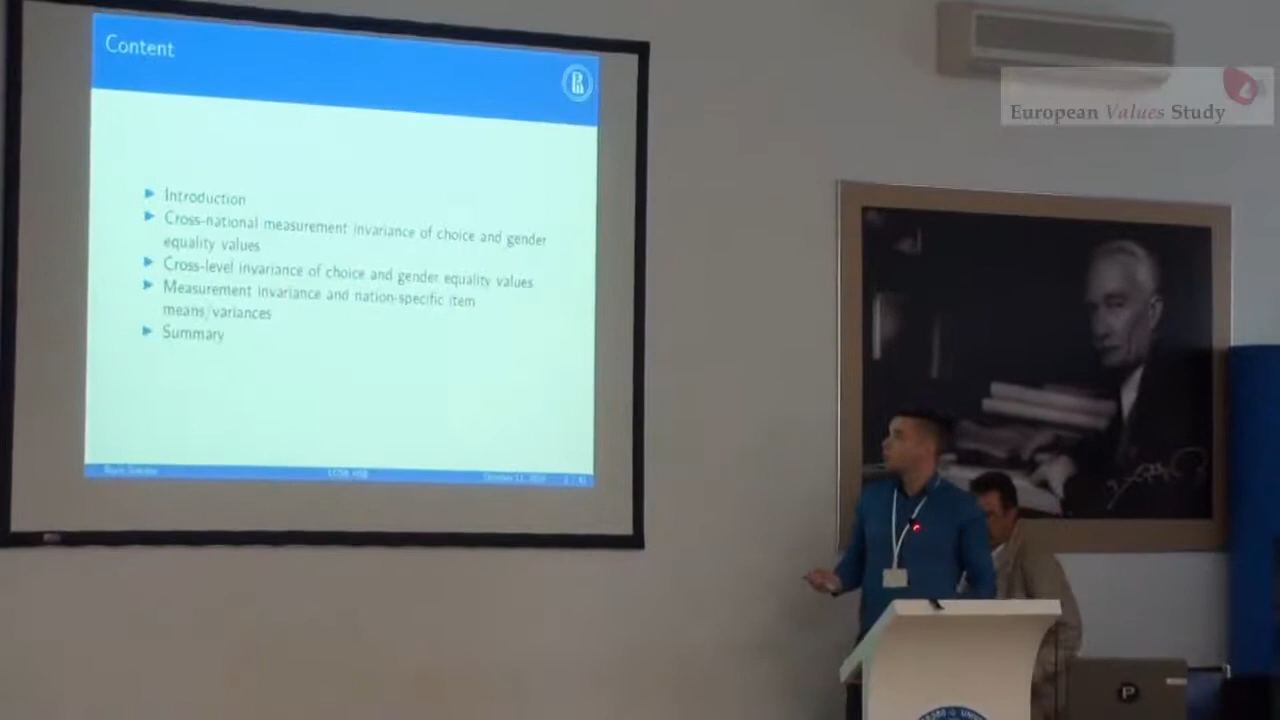 Content
European Values Study
▶ Introduction
▶ Cross-national measurement invariance of choice and gender
equality values
▶ Cross-level invariance of choice and gender equality values
▶ Measurement invariance and nation-specific item
means/variances
▶ Summary
P